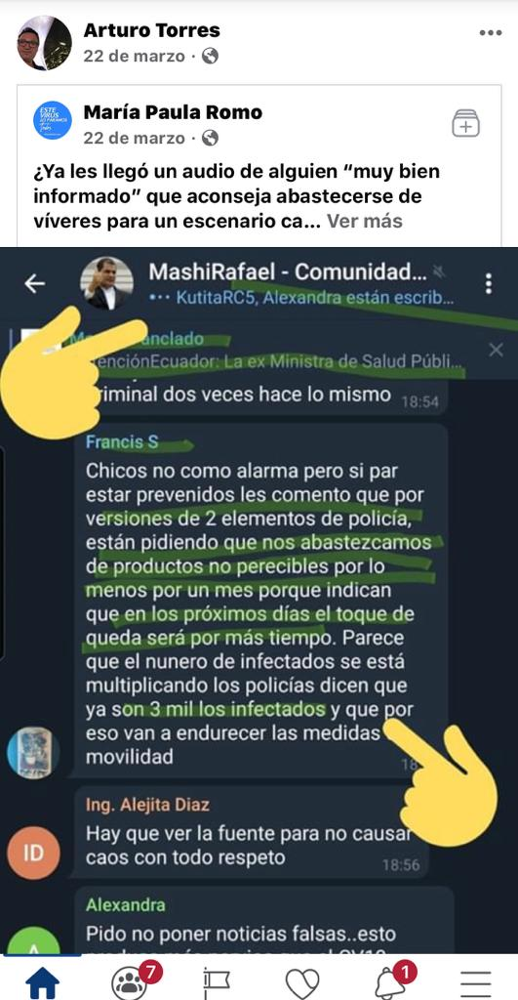 Arturo Torres
22 de marzo ·
ESTE
VIRUS
LO PARAMOS
Todos
María Paula Romo
22 de marzo ·
¿Ya les llegó un audio de alguien “muy bien
informado” que aconseja abastecerse de
víveres para un escenario ca... Ver más
MashiRafael - Comunidad...
KutitaRC5, Alexandra están escrib...
anclado
tenciónEcuador: La ex Ministra de Salud Públi...
riminal dos veces hace lo mismo 18:54
Francis S
Chicos no como alarma pero si par
estar prevenidos les comento que por
versiones de 2 elementos de policía,
están pidiendo que nos abastezcamos
de productos no perecibles por lo
menos por un mes porque indican
que en los próximos días el toque de
queda será por más tiempo. Parece
que el nunero de infectados se está
multiplicando los policías dicen que
ya son 3 mil los infectados y que por
eso van a endurecer las medidas
movilidad
18
Ing. Alejita Diaz
ID
Hay que ver la fuente para no causar
caos con todo respeto 18:56
Alexandra
A
Pido no poner noticias falsas..esto
7
1